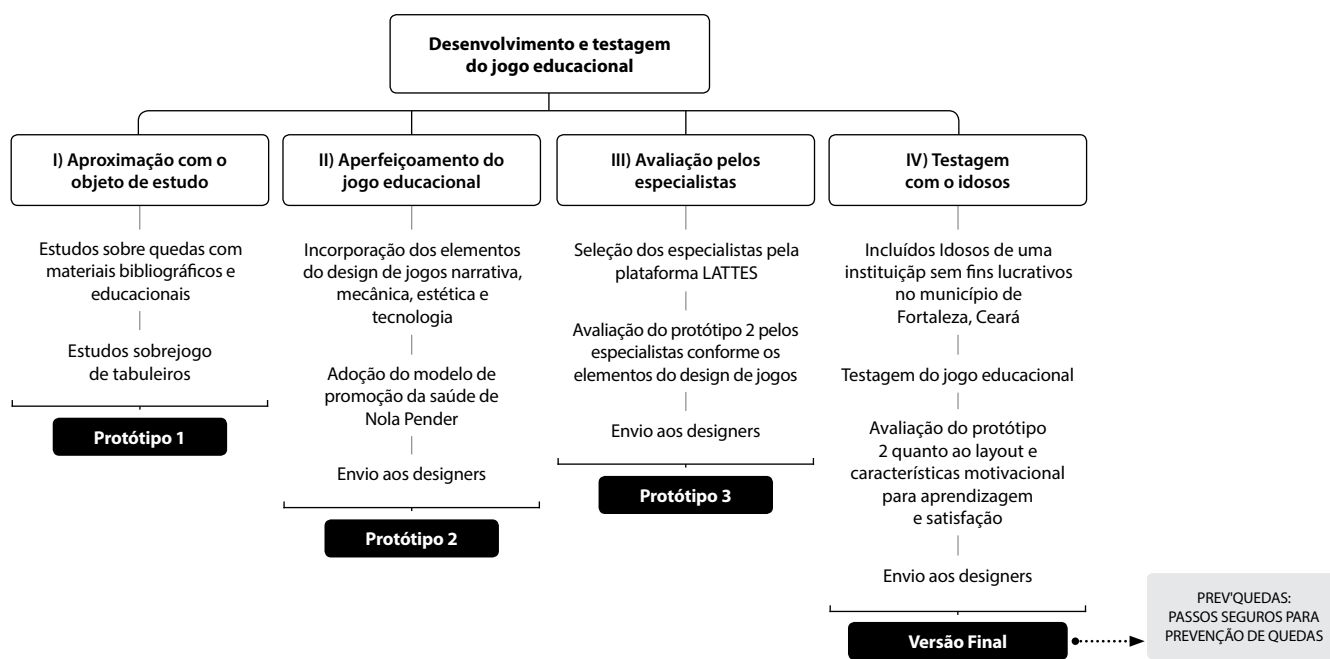 Desenvolvimento e testagem
do jogo educacional
I) Aproximação com o
objeto de estudo
Estudos sobre quedas com
materiais bibliográficos e
educacionais
Estudos sobrejogo
de tabuleiros
Protótipo 1
II) Aperfeiçoamento do
jogo educacional
Incorporação dos elementos
do design de jogos narrativa,
mecânica, estética e
tecnologia
Adoção do modelo de
promoção da saúde de
Nola Pender
Envio aos designers
Protótipo 2
III) Avaliação pelos
especialistas
Seleção dos especialistas pela
plataforma LATTES
Avaliação do protótipo 2 pelos
especialistas conforme os
elementos do design de jogos
Envio aos designers
Protótipo 3
IV) Testagem
com o idosos
Incluídos Idosos de uma
instituiçãp sem fins lucrativos
no município de
Fortaleza, Ceará
Testagem do jogo educacional
Avaliação do protótipo
2 quanto ao layout e
características motivacional
para aprendizagem
e satisfação
Envio aos designers
Versão Final
PREV'QUEDAS:
PASSOS SEGUROS PARA
PREVENÇÃO DE QUEDAS